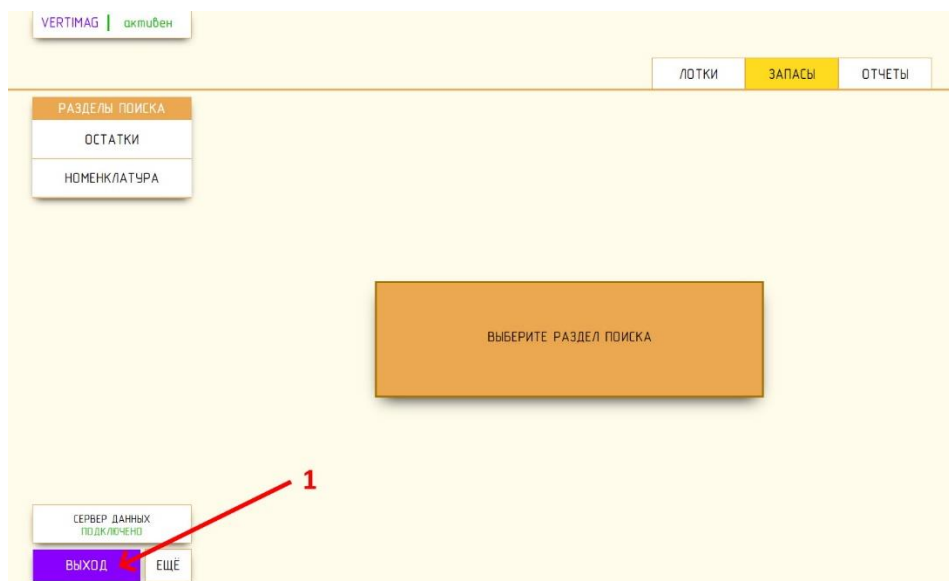 VERTIMAG | активен
ЛОТКИ ЗАПАСЫ ОТЧЕТЫ
РАЗДЕЛЫ ПОИСКА
ОСТАТКИ
НОМЕНКЛАТУРА
ВЫБЕРИТЕ РАЗДЕЛ ПОИСКА
1
СЕРВЕР ДАННЫХ
ПОДКЛЮЧЕНО
ВЫХОД ЕЩЁ